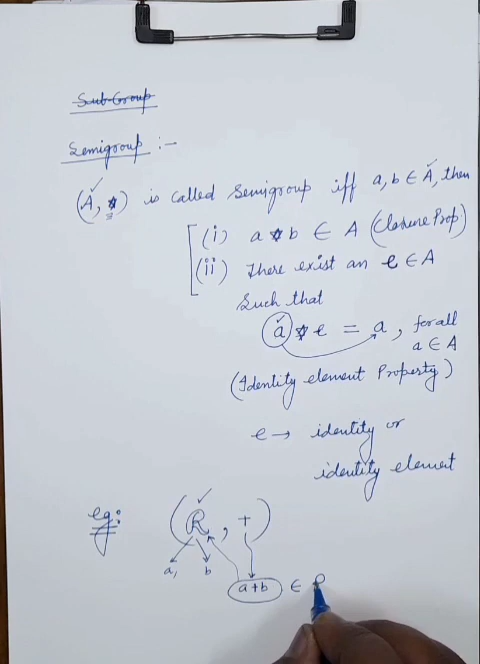 Sub Group
Semigroup :-
(A, *) is called Semigroup iff a, b ∈ A, then
(i) a * b ∈ A (Closure Prop)
(ii) There exist an e ∈ A
Such that
a * e = a, for all
a ∈ A
(Identity element Property)
e → identity or
identity element
eg:
(R, +)
a, b
a+b ∈ R